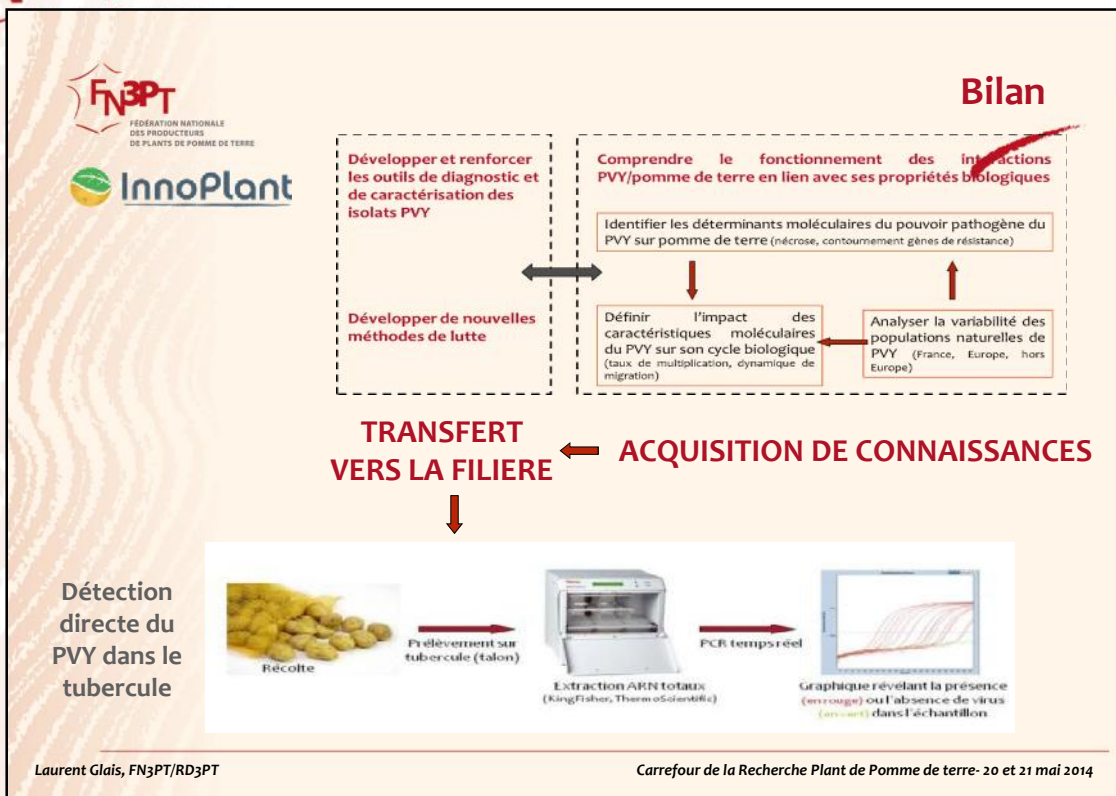 FN3PT
FÉDÉRATION NATIONALE
DES PRODUCTEURS
DE PLANTS DE POMME DE TERRE
InnoPlant
Bilan
Développer et renforcer
les outils de diagnostic et
de caractérisation des
isolats PVY
Développer de nouvelles
méthodes de lutte
Comprendre le fonctionnement des interactions
PVY/pomme de terre en lien avec ses propriétés biologiques
Identifier les déterminants moléculaires du pouvoir pathogène du
PVY sur pomme de terre (nécrose, contournement gènes de résistance)
Définir l'impact des
caractéristiques moléculaires
du PVY sur son cycle biologique
(taux de multiplication, dynamique de
migration)
Analyser la variabilité des
populations naturelles de
PVY (France, Europe, hors
Europe)
TRANSFERT
VERS LA FILIERE
ACQUISITION DE CONNAISSANCES
Détection
directe du
PVY dans le
tubercule
Récolte
Prélèvement sur
tubercule (talon)
Extraction ARN totaux
(KingFisher, ThermoScientific)
PCR temps réel
Graphique révélant la présence
(en rouge) ou l'absence de virus
(en vert) dans l'échantillon
Laurent Glais, FN3PT/RD3PT
Carrefour de la Recherche Plant de Pomme de terre- 20 et 21 mai 2014